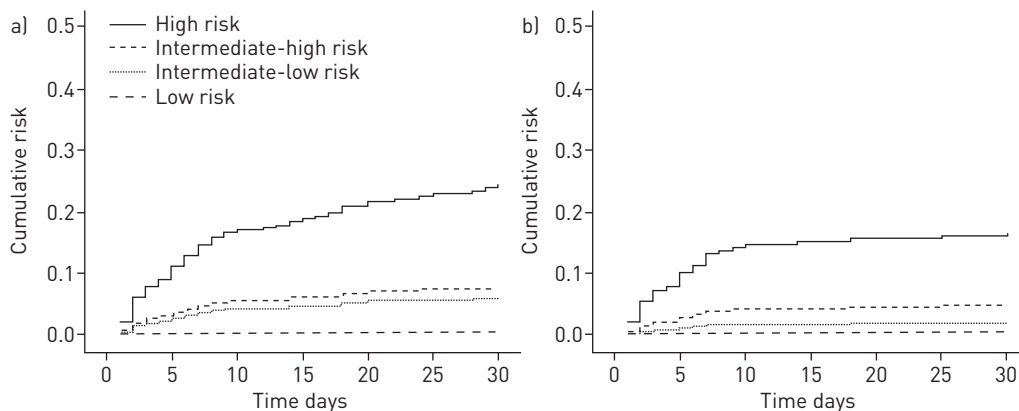 a)
0.5
0.4
0.3
0.2
0.1
0.0
Cumulative risk
High risk
Intermediate-high risk
Intermediate-low risk
Low risk
0 5 10 15 20 25 30
Time days
b)
0.5
0.4
0.3
0.2
0.1
0.0
Cumulative risk
0 5 10 15 20 25 30
Time days